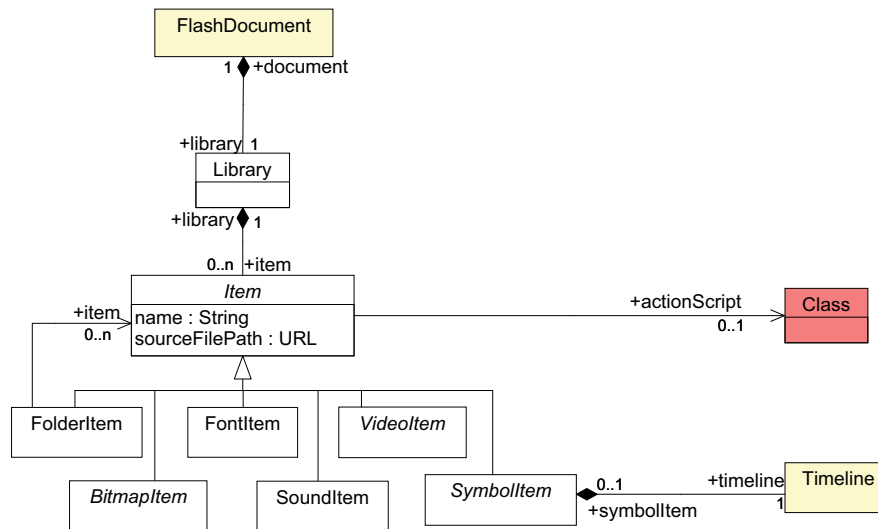 FlashDocument
1 +document
+library 1
Library
+library 1
0..n +item
Item
name : String
sourceFilePath : URL
+item
0..n
+actionScript
0..1
Class
FolderItem
FontItem
VideoItem
BitmapItem
SoundItem
SymbolItem
0..1
+symbolItem
+timeline
1
Timeline